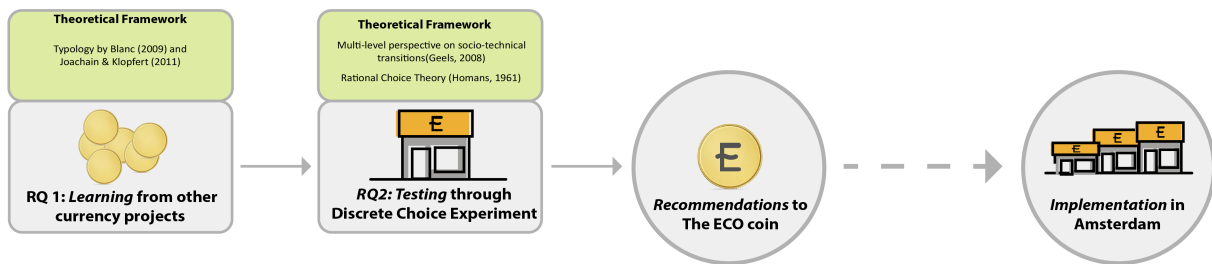 Theoretical Framework
Typology by Blanc (2009) and
Joachain & Klopfert (2011)
RQ 1: Learning from other
currency projects
Theoretical Framework
Multi-level perspective on socio-technical
transitions(Geels, 2008)
Rational Choice Theory (Homans, 1961)
E
RQ2: Testing through
Discrete Choice Experiment
E
Recommendations to
The ECO coin
E
E
E
Implementation in
Amsterdam